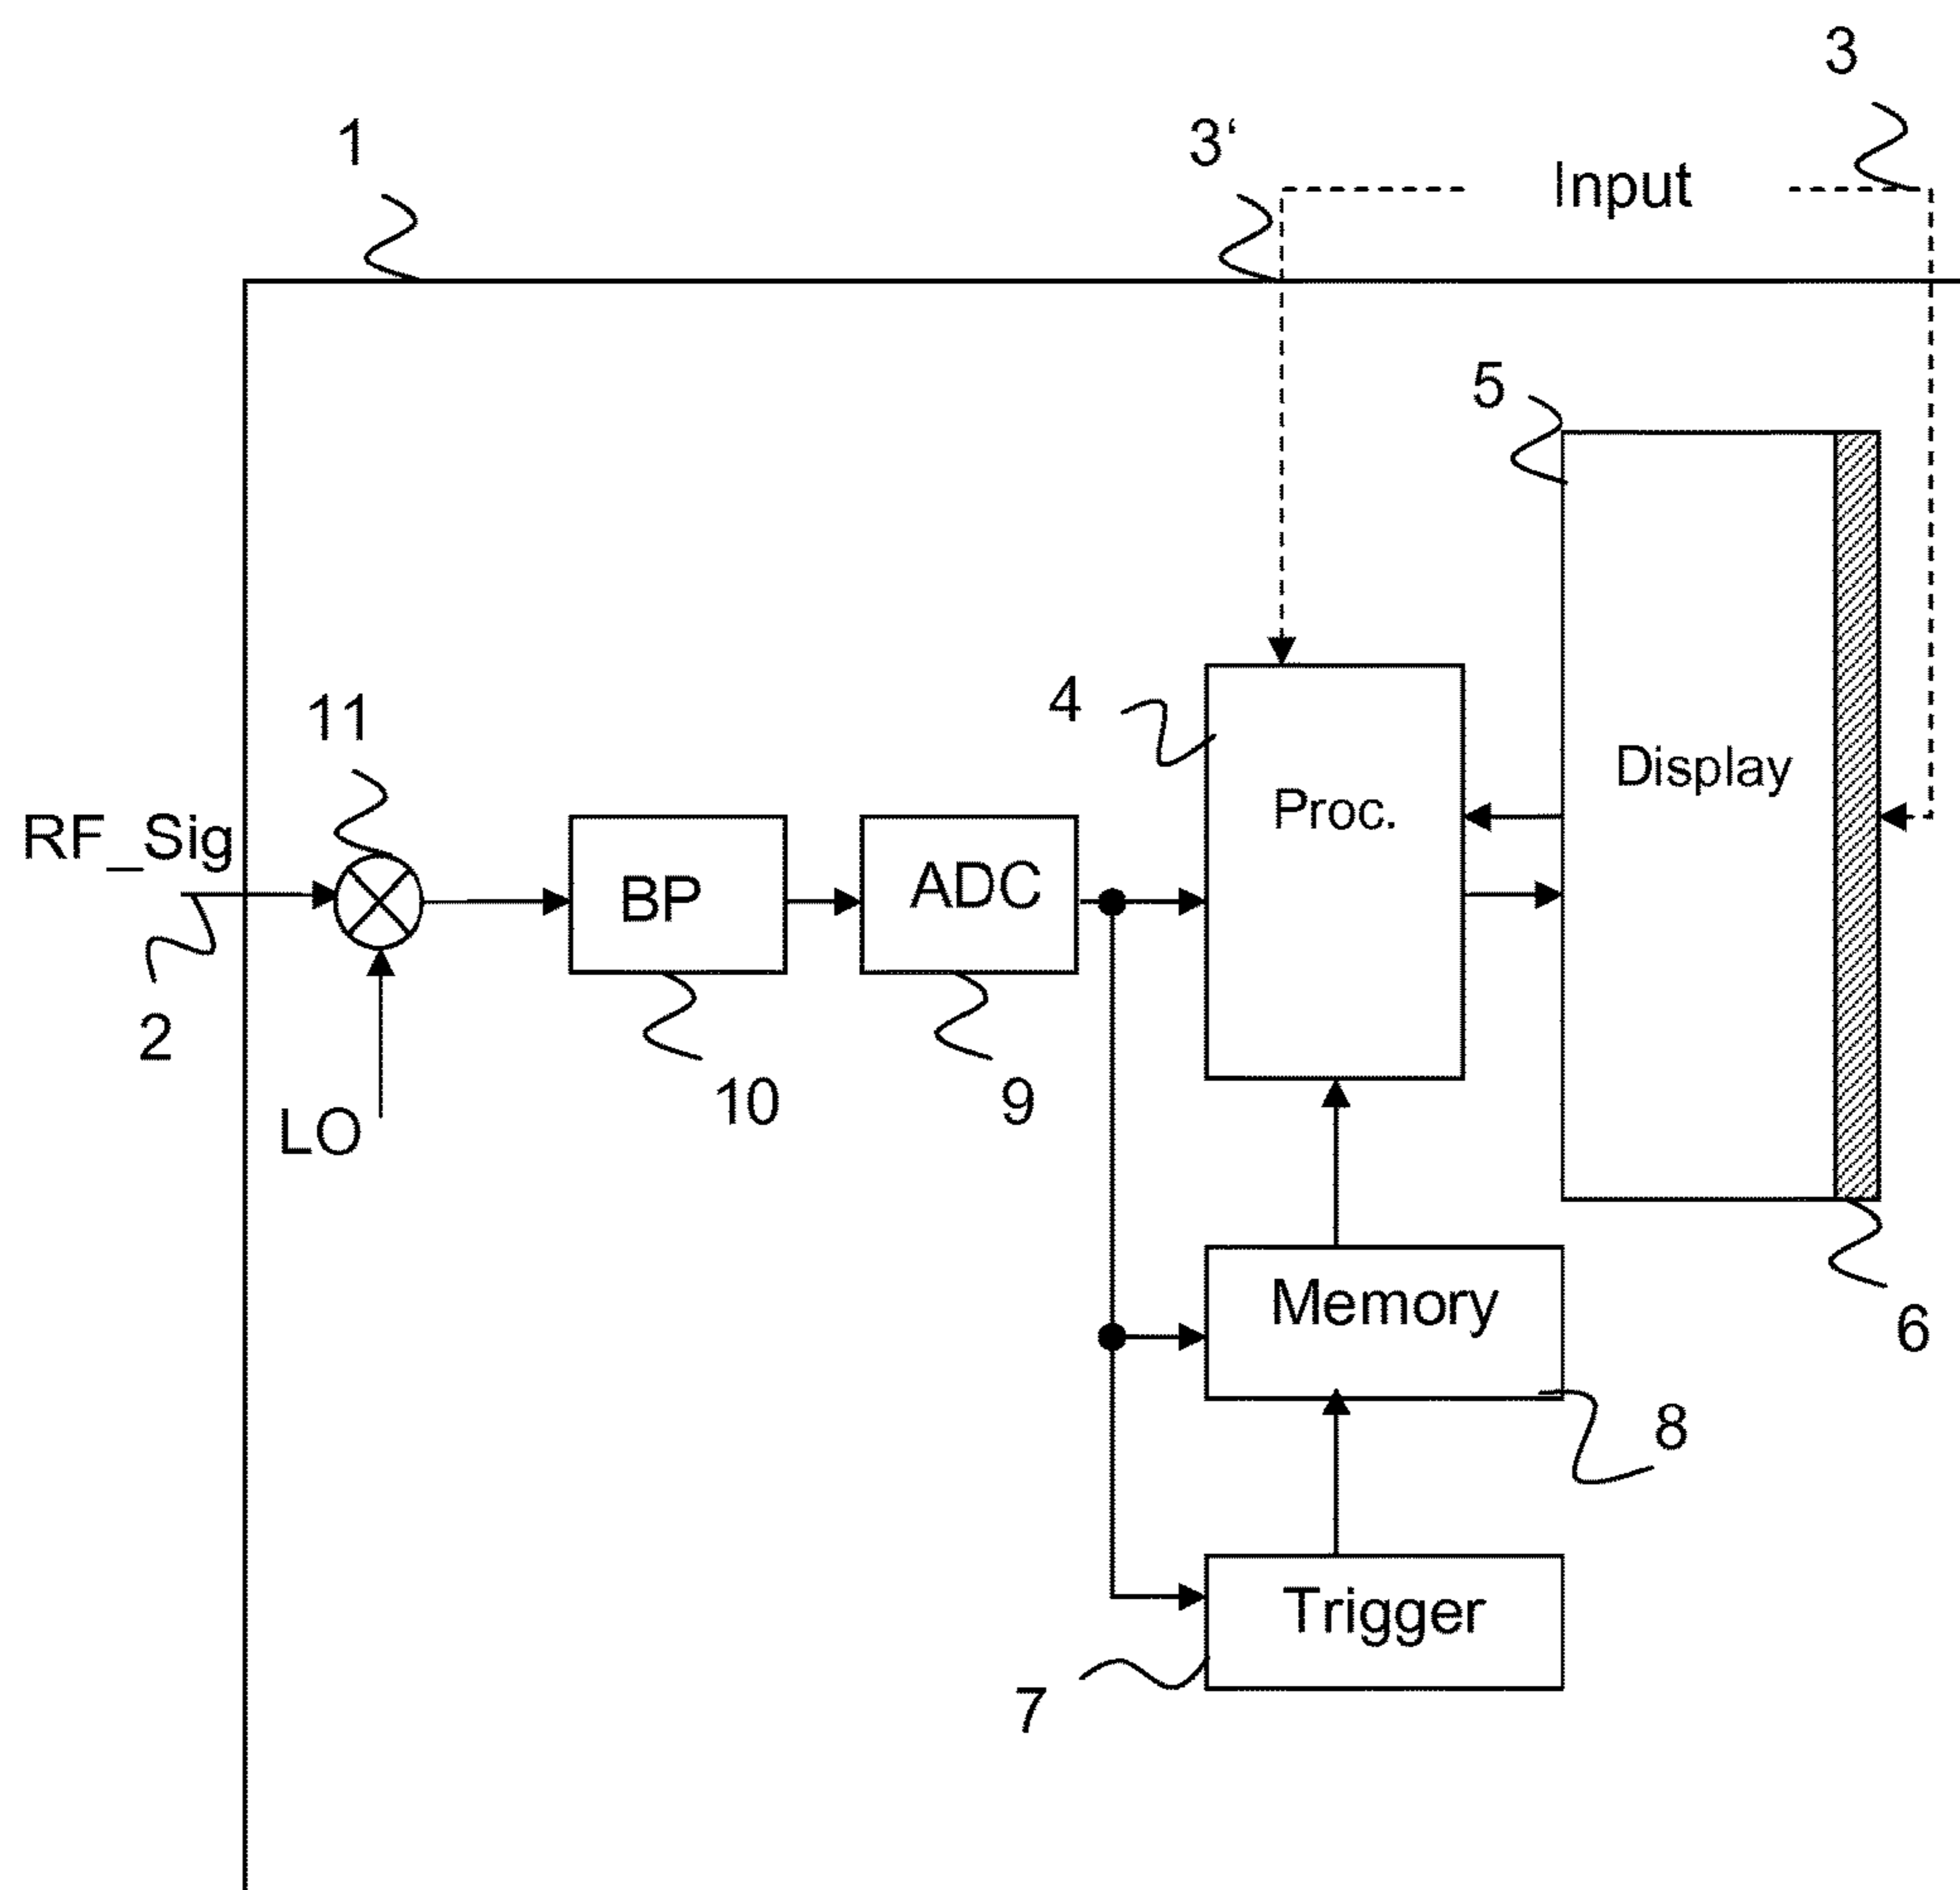 3
1
3‘
Input
5
4
Display
11
Proc.
RF_Sig
BP
ADC
2
10
9
LO
Memory
6
8
Trigger
7